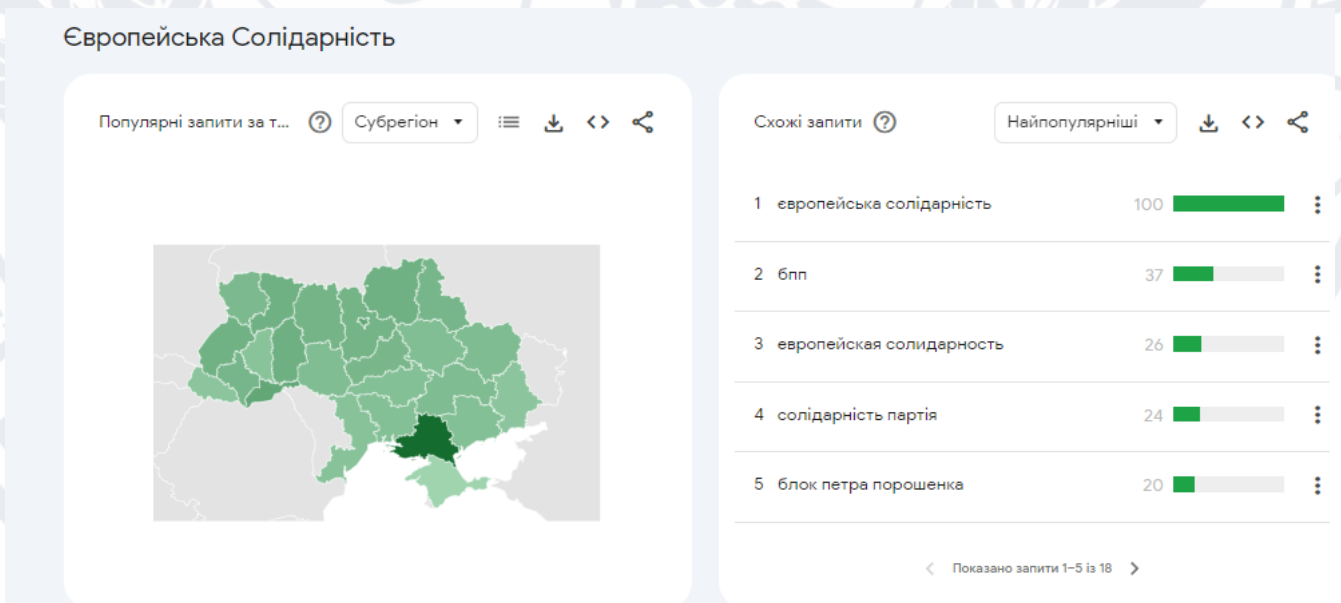 Європейська Солідарність
Популярні запити за т...
Субрегіон
Схожі запити
Найпопулярніші
1 європейська солідарність 100
2 бпп 37
3 европейская солидарность 26
4 солідарність партія 24
5 блок петра порошенка 20
Показано запити 1–5 із 18